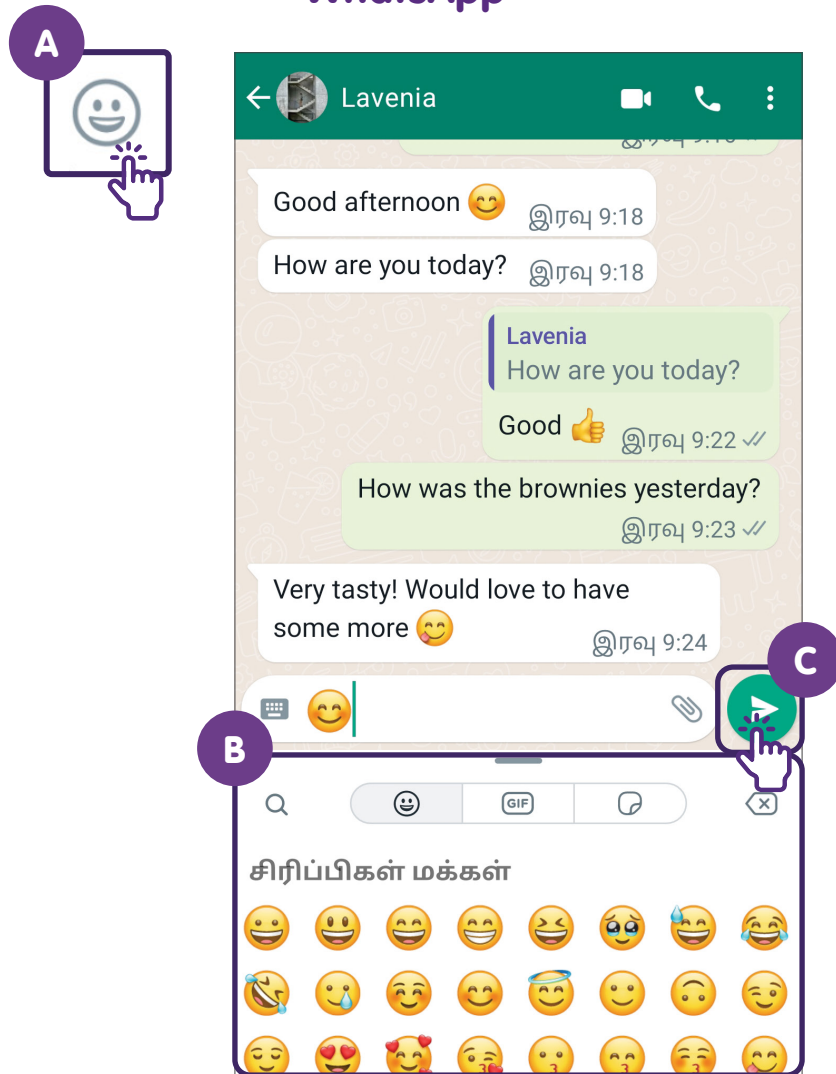 WhatsApp
A
Lavenia
Good afternoon 😊 இரவு 9:18
How are you today? இரவு 9:18
Lavenia
How are you today?
Good 👍 இரவு 9:22
How was the brownies yesterday?
இரவு 9:23
Very tasty! Would love to have
some more 😋 இரவு 9:24
C
B
GIF
சிரிப்பிகள் மக்கள்